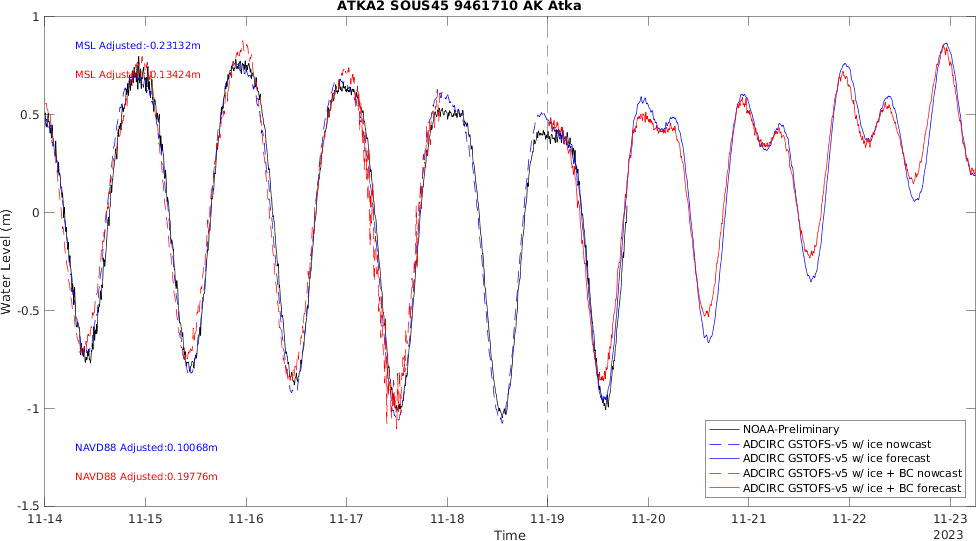 ATKA2 SOUS45 9461710 AK Atka
1
MSL Adjusted:-0.23132m
MSL Adjusted:-0.13424m
0.5
0
Water Level (m)
-0.5
-1
NAVD88 Adjusted:0.10068m
NAVD88 Adjusted:0.19776m
NOAA-Preliminary
ADCIRC GSTOFS-v5 w/ ice nowcast
ADCIRC GSTOFS-v5 w/ ice forecast
ADCIRC GSTOFS-v5 w/ ice + BC nowcast
ADCIRC GSTOFS-v5 w/ ice + BC forecast
-1.5
11-14 11-15 11-16 11-17 11-18 11-19 11-20 11-21 11-22 11-23
Time
2023